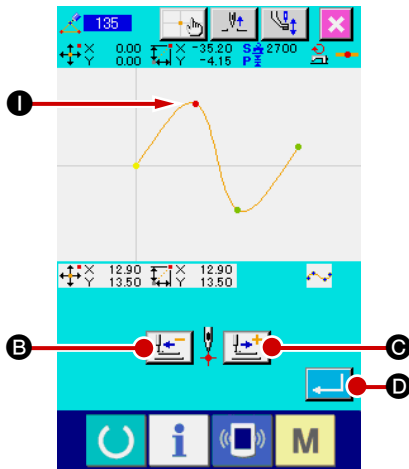 135
X 0.00 X -35.20 S 2700
Y 0.00 Y -4.15 P
I
X 12.90 X 12.90
Y 13.50 Y 13.50
B C
D
i M